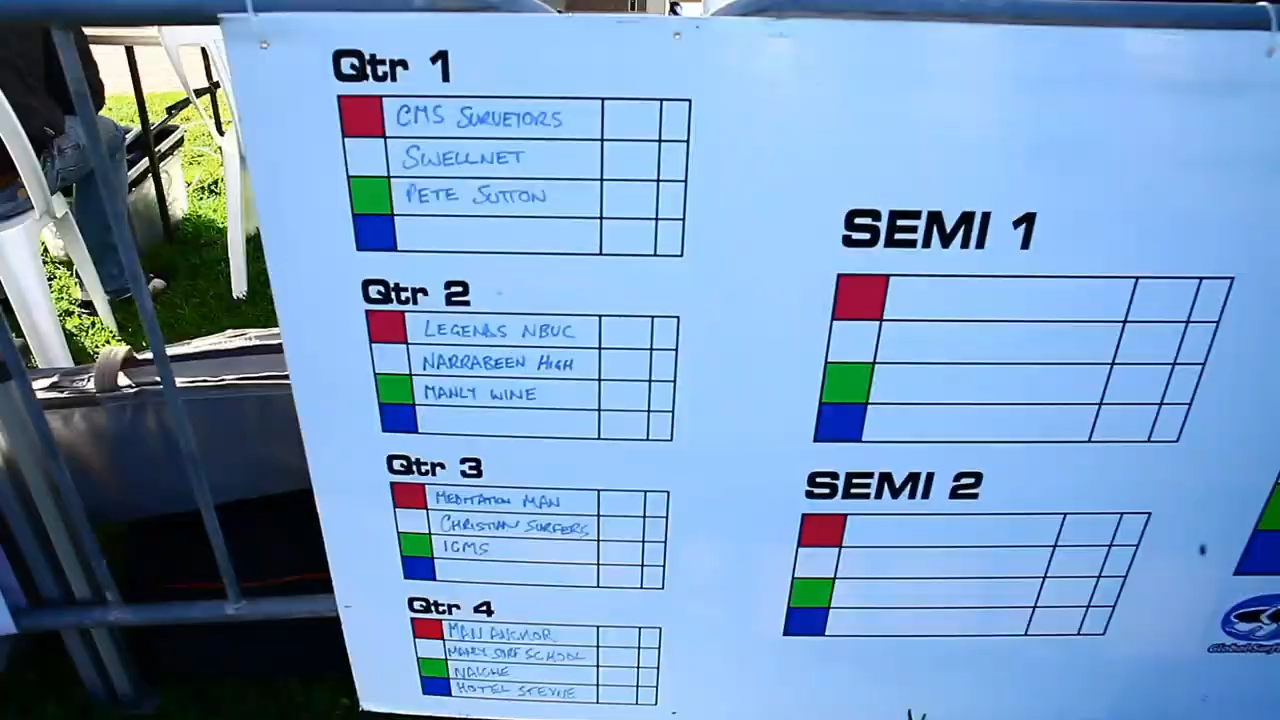 Qtr 1
CMS SURVEYORS
SWELLNET
PETE SUTTON
Qtr 2
LEGENDS NBUC
NARRABEEN HIGH
MANLY WINE
Qtr 3
MEDITATION MAN
CHRISTIAN SURFERS
ICMS
Qtr 4
MAN ANCHOR
MANLY SURF SCHOOL
HOTEL STEYNE
SEMI 1
SEMI 2